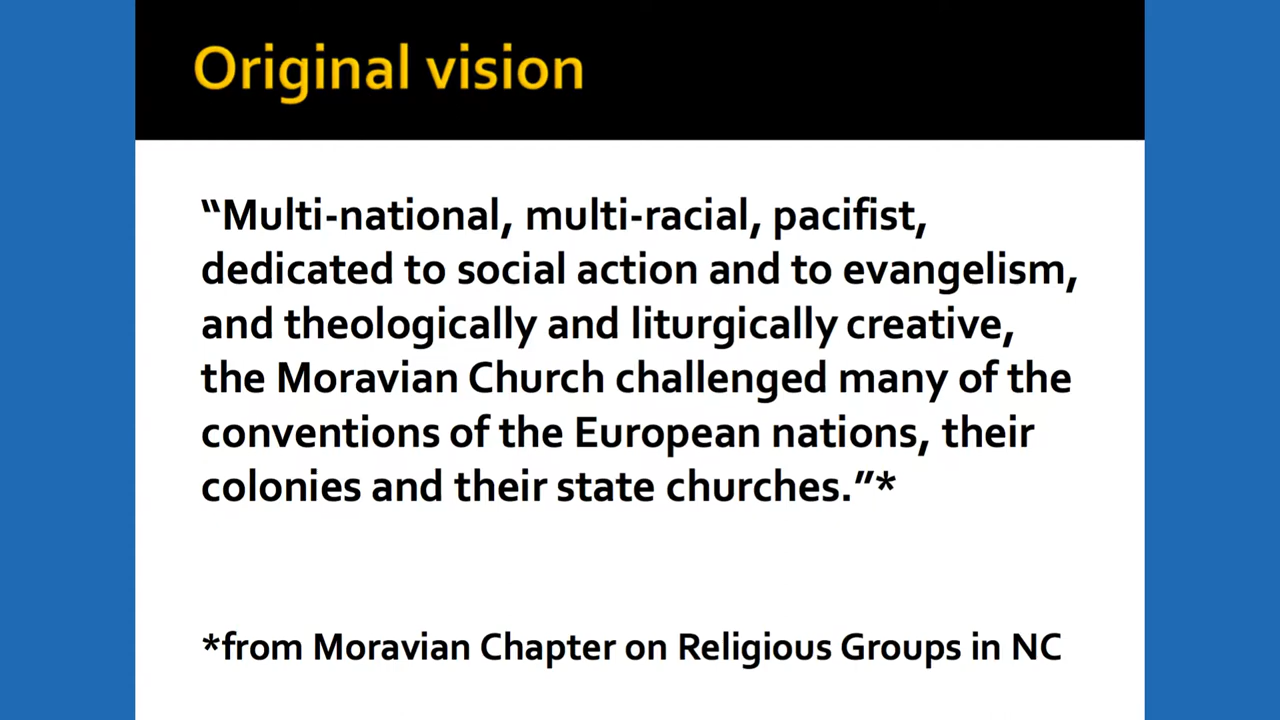 Original vision
“Multi-national, multi-racial, pacifist,
dedicated to social action and to evangelism,
and theologically and liturgically creative,
the Moravian Church challenged many of the
conventions of the European nations, their
colonies and their state churches.”*
*from Moravian Chapter on Religious Groups in NC